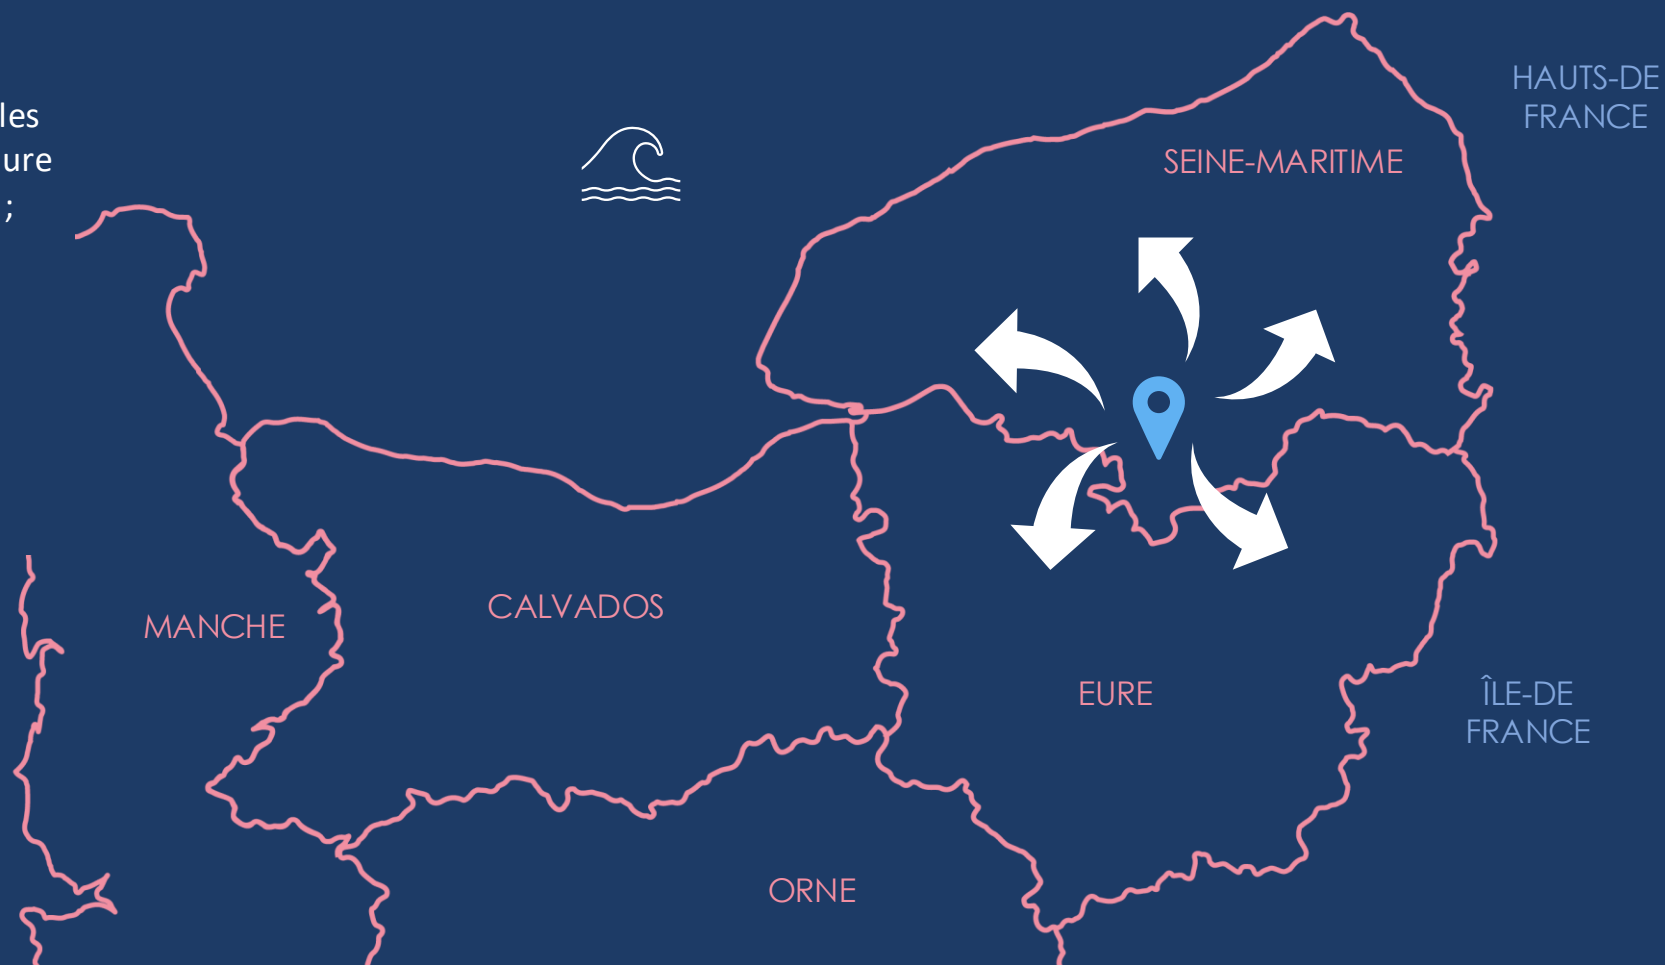 les
ure
;
HAUTS-DE
FRANCE
SEINE-MARITIME
MANCHE
CALVADOS
EURE
ÎLE-DE
FRANCE
ORNE